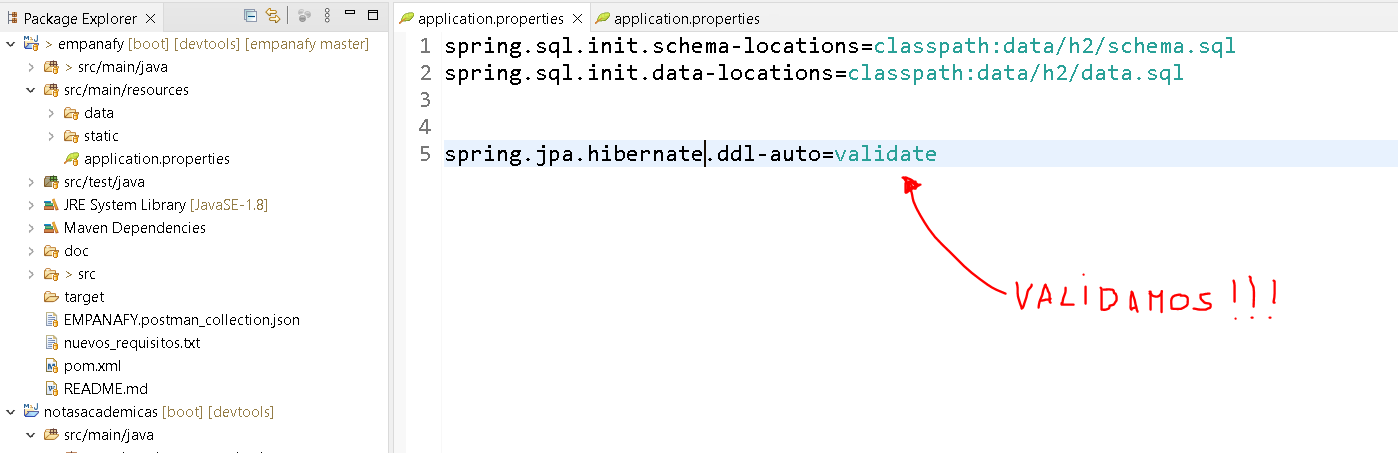 Package Explorer
application.properties
application.properties
> empanafy [boot] [devtools] [empanafy master]
> src/main/java
src/main/resources
data
static
application.properties
src/test/java
JRE System Library [JavaSE-1.8]
Maven Dependencies
doc
> src
target
EMPANAFY.postman_collection.json
nuevos_requisitos.txt
pom.xml
README.md
notasacademicas [boot] [devtools]
src/main/java
1 spring.sql.init.schema-locations=classpath:data/h2/schema.sql
2 spring.sql.init.data-locations=classpath:data/h2/data.sql
3
4
5 spring.jpa.hibernate.ddl-auto=validate
VALIDAMOS!!!